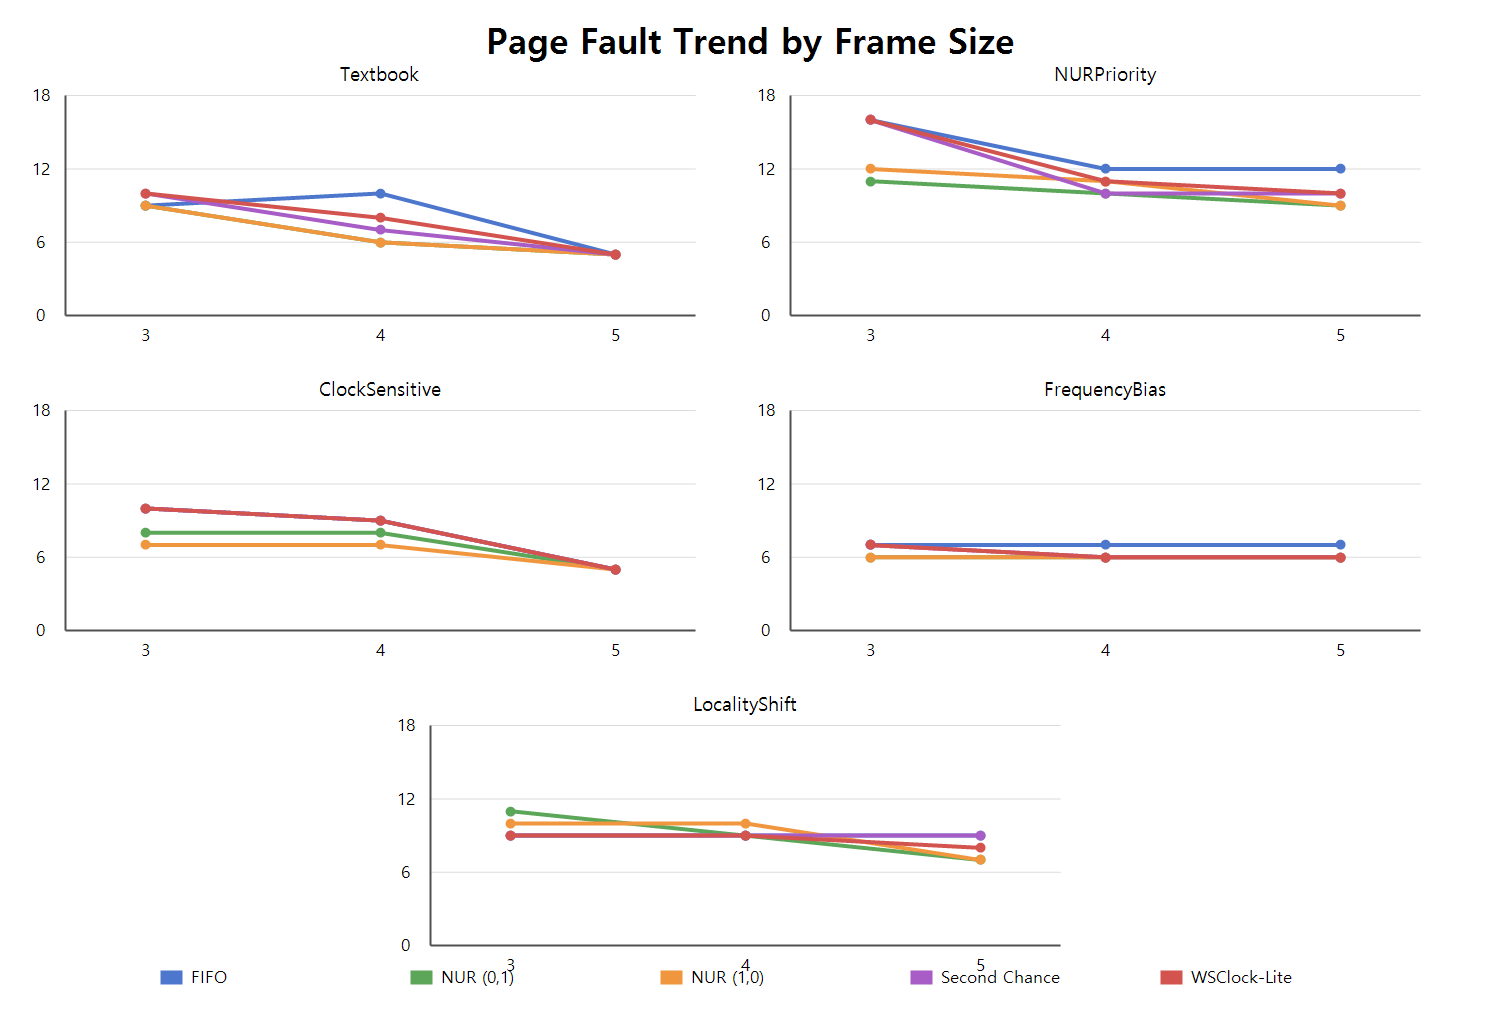 Page Fault Trend by Frame Size
Textbook
18
12
6
0
3 4 5
NURPriority
18
12
6
0
3 4 5
ClockSensitive
18
12
6
0
3 4 5
FrequencyBias
18
12
6
0
3 4 5
LocalityShift
18
12
6
0
3 4 5
FIFO NUR (0,1) NUR (1,0) Second Chance WSClock-Lite